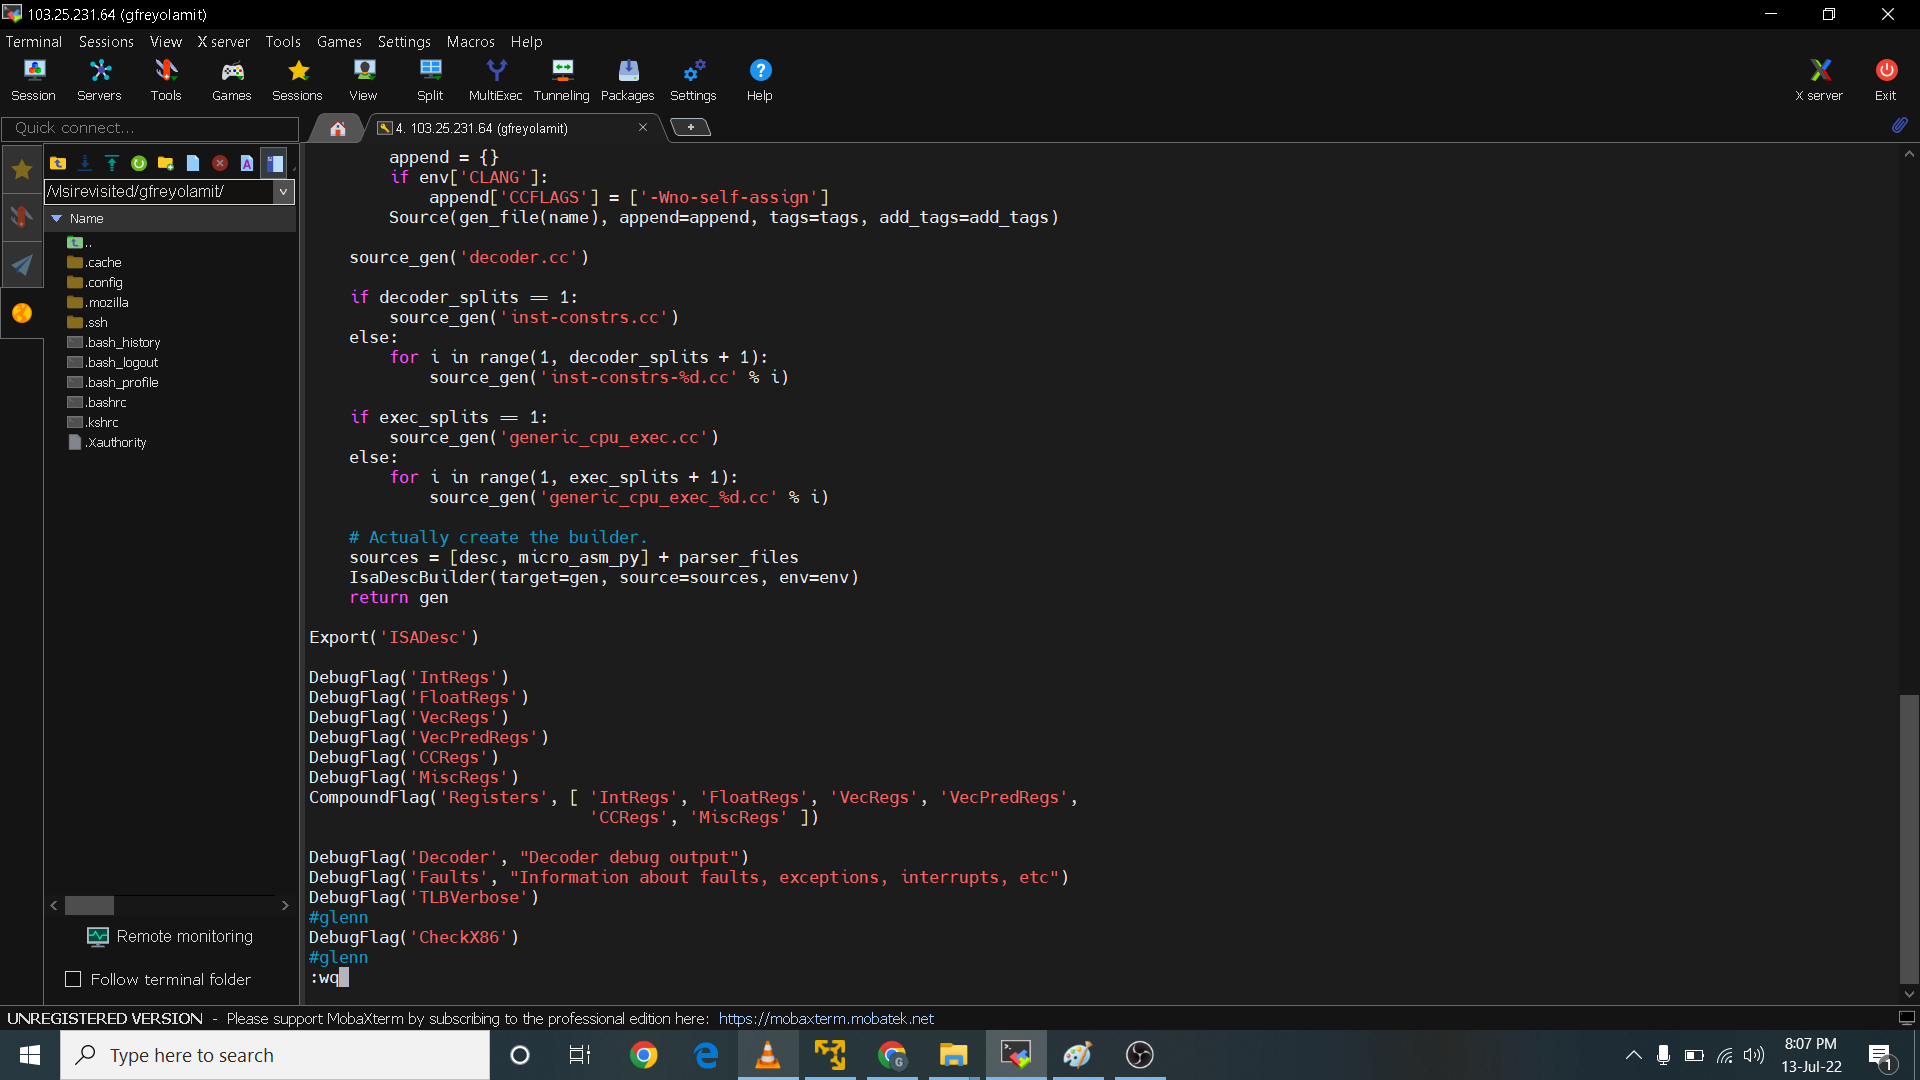 103.25.231.64 (gfreyolamit)
Terminal Sessions View X server Tools Games Settings Macros Help
Session Servers Tools Games Sessions View Split MultiExec Tunneling Packages Settings Help X server Exit
Quick connect...
4. 103.25.231.64 (gfreyolamit)
/vlsirevisited/gfreyolamit/
Name
..
.cache
.config
.mozilla
.ssh
.bash_history
.bash_logout
.bash_profile
.bashrc
.kshrc
.Xauthority
Remote monitoring
Follow terminal folder
append = {}
if env['CLANG']:
append['CCFLAGS'] = ['-Wno-self-assign']
Source(gen_file(name), append=append, tags=tags, add_tags=add_tags)
source_gen('decoder.cc')
if decoder_splits == 1:
source_gen('inst-constrs.cc')
else:
for i in range(1, decoder_splits + 1):
source_gen('inst-constrs-%d.cc' % i)
if exec_splits == 1:
source_gen('generic_cpu_exec.cc')
else:
for i in range(1, exec_splits + 1):
source_gen('generic_cpu_exec_%d.cc' % i)
# Actually create the builder.
sources = [desc, micro_asm_py] + parser_files
IsaDescBuilder(target=gen, source=sources, env=env)
return gen
Export('ISADesc')
DebugFlag('IntRegs')
DebugFlag('FloatRegs')
DebugFlag('VecRegs')
DebugFlag('VecPredRegs')
DebugFlag('CCRegs')
DebugFlag('MiscRegs')
CompoundFlag('Registers', [ 'IntRegs', 'FloatRegs', 'VecRegs', 'VecPredRegs',
'CCRegs', 'MiscRegs' ])
DebugFlag('Decoder', "Decoder debug output")
DebugFlag('Faults', "Information about faults, exceptions, interrupts, etc")
DebugFlag('TLBVerbose')
#glenn
DebugFlag('CheckX86')
#glenn
:wq
UNREGISTERED VERSION - Please support MobaXterm by subscribing to the professional edition here: https://mobaxterm.mobatek.net
Type here to search
8:07 PM
13-Jul-22
1